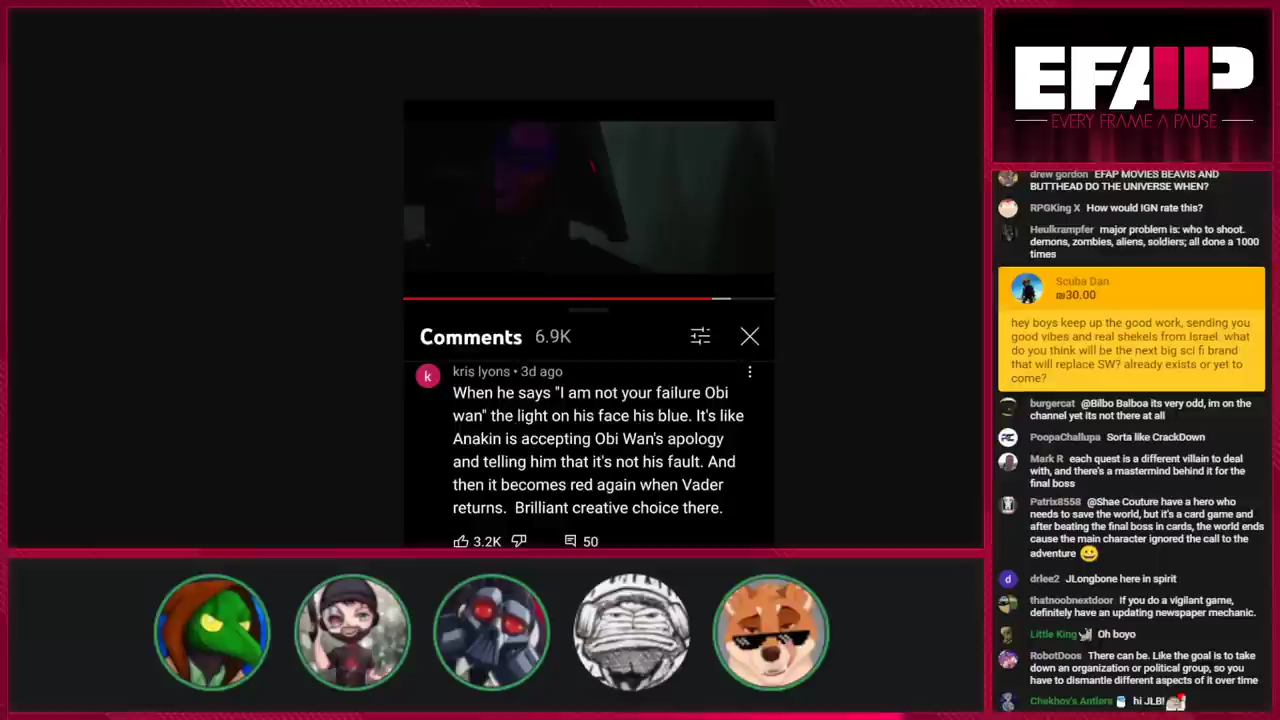 EFAP
EVERY FRAME A PAUSE
Comments 6.9K
k
kris lyons • 3d ago
When he says "I am not your failure Obi
wan" the light on his face his blue. It's like
Anakin is accepting Obi Wan's apology
and telling him that it's not his fault. And
then it becomes red again when Vader
returns.  Brilliant creative choice there.
3.2K
50
drew gordon EFAP MOVIES BEAVIS AND
BUTTHEAD DO THE UNIVERSE WHEN?
RPGKing X How would IGN rate this?
Heulkrampfer major problem is: who to shoot.
demons, zombies, aliens, soldiers; all done a 1000
times
Scuba Dan
₪30.00
hey boys keep up the good work, sending you
good vibes and real shekels from Israel. what
do you think will be the next big sci fi brand
that will replace SW? already exists or yet to
come?
burgercat @Bilbo Balboa its very odd, im on the
channel yet its not there at all
PoopaChallupa Sorta like CrackDown
Mark R each quest is a different villain to deal
with, and there's a mastermind behind it for the
final boss
Patrix8558 @Shae Couture have a hero who
needs to save the world, but it's a card game and
after beating the final boss in cards, the world ends
cause the main character ignored the call to the
adventure
d
drlee2 JLongbone here in spirit
thatnoobnextdoor If you do a vigilant game,
definitely have an updating newspaper mechanic.
Little King Oh boyo
RobotDoos There can be. Like the goal is to take
down an organization or political group, so you
have to dismantle different aspects of it over time
Chekhov's Antlers hi JLB!